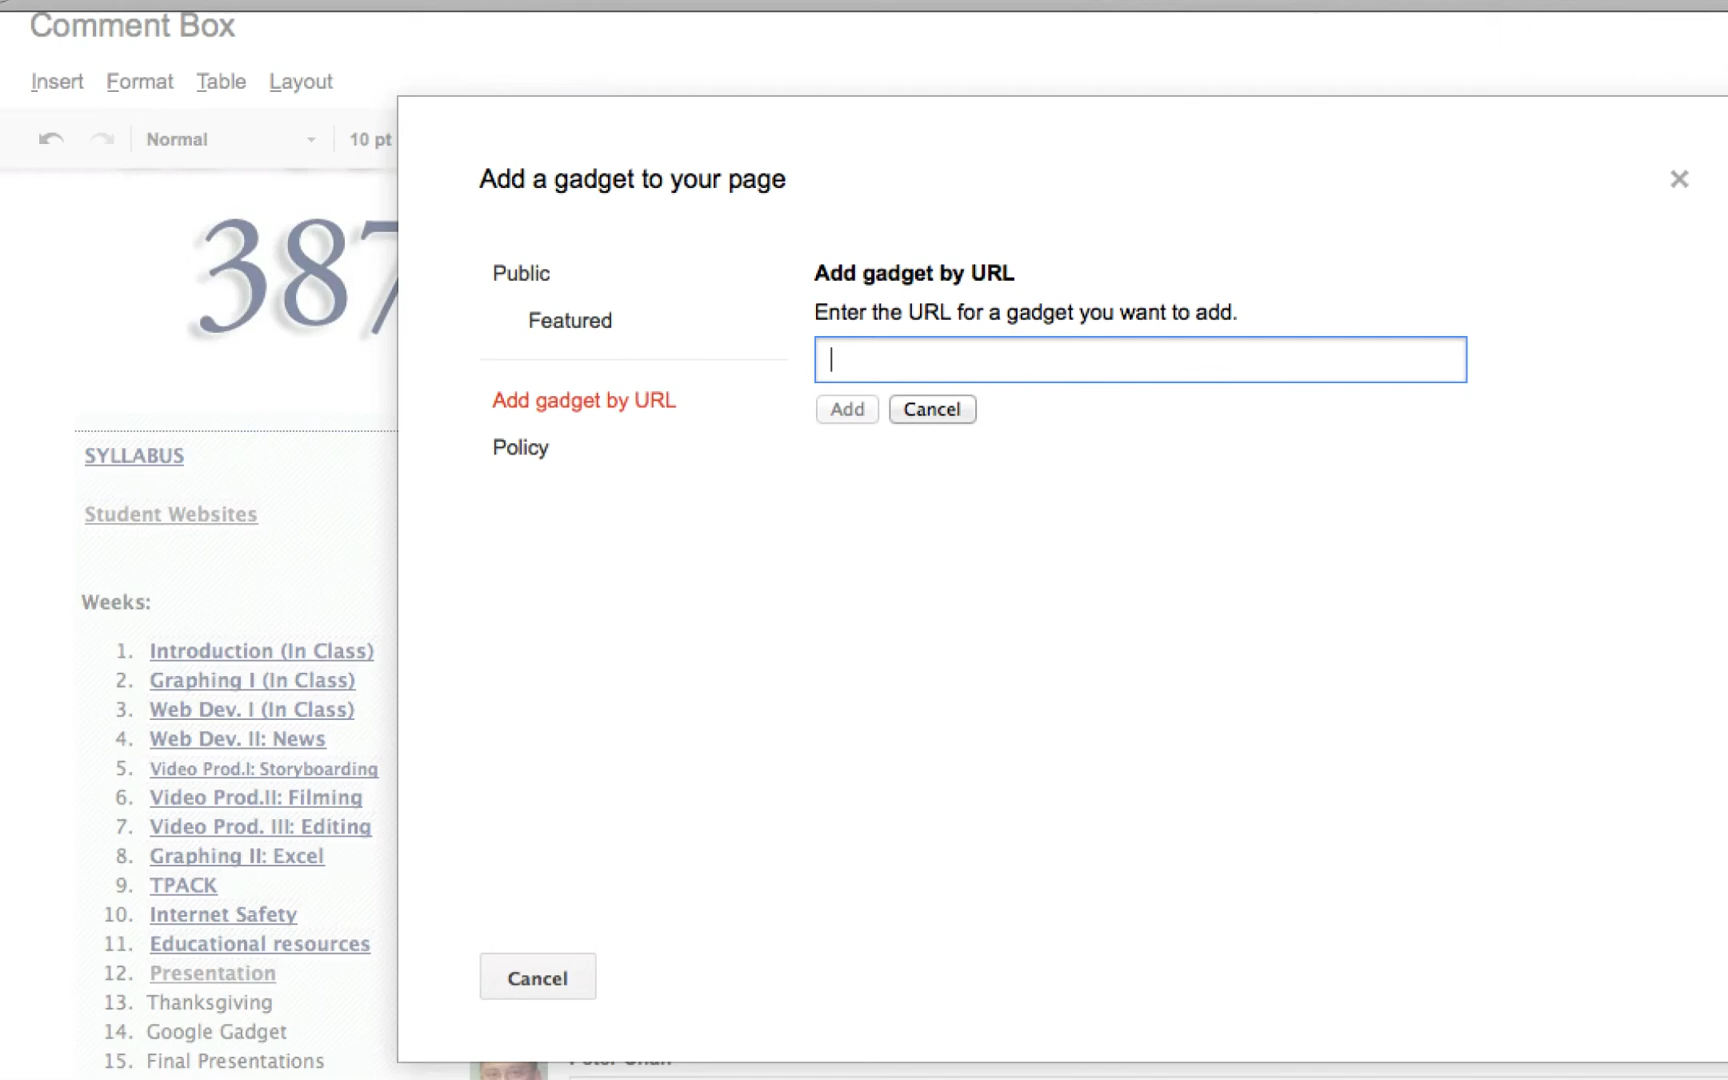 Comment Box
Insert Format Table Layout
Normal 10 pt
387
Add a gadget to your page
Public
Featured
Add gadget by URL
Policy
Add gadget by URL
Enter the URL for a gadget you want to add.
Add Cancel
Cancel
SYLLABUS
Student Websites
Weeks:
1. Introduction (In Class)
2. Graphing I (In Class)
3. Web Dev. I (In Class)
4. Web Dev. II: News
5. Video Prod.I: Storyboarding
6. Video Prod.II: Filming
7. Video Prod. III: Editing
8. Graphing II: Excel
9. TPACK
10. Internet Safety
11. Educational resources
12. Presentation
13. Thanksgiving
14. Google Gadget
15. Final Presentations